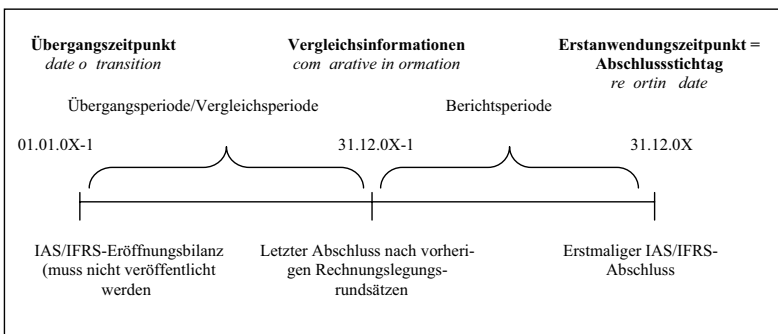 Übergangszeitpunkt
date o transition
Vergleichsinformationen
com arative in ormation
Erstanwendungszeitpunkt =
Abschlussstichtag
re ortin date
Übergangsperiode/Vergleichsperiode
Berichtsperiode
01.01.0X-1
31.12.0X-1
31.12.0X
IAS/IFRS-Eröffnungsbilanz
(muss nicht veröffentlicht
werden
Letzter Abschluss nach vorheri-
gen Rechnungslegungs-
rundsätzen
Erstmaliger IAS/IFRS-
Abschluss